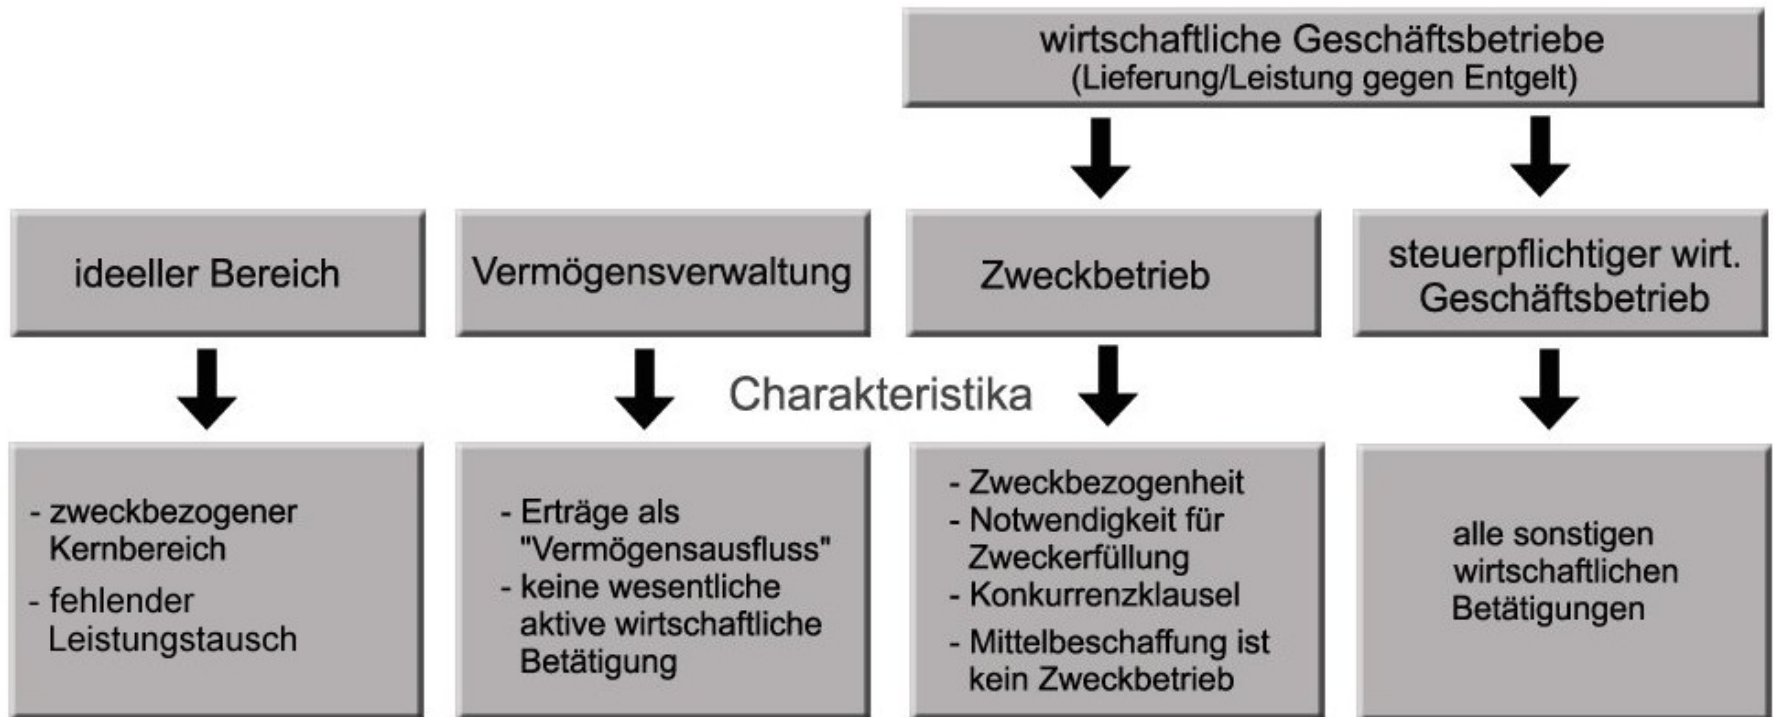 wirtschaftliche Geschäftsbetriebe
(Lieferung/Leistung gegen Entgelt)
ideeller Bereich
Vermögensverwaltung
Zweckbetrieb
steuerpflichtiger wirt.
Geschäftsbetrieb
Charakteristika
- zweckbezogener
Kernbereich
- fehlender
Leistungstausch
- Erträge als
"Vermögensausfluss"
- keine wesentliche
aktive wirtschaftliche
Betätigung
- Zweckbezogenheit
- Notwendigkeit für
Zweckerfüllung
- Konkurrenzklausel
- Mittelbeschaffung ist
kein Zweckbetrieb
alle sonstigen
wirtschaftlichen
Betätigungen